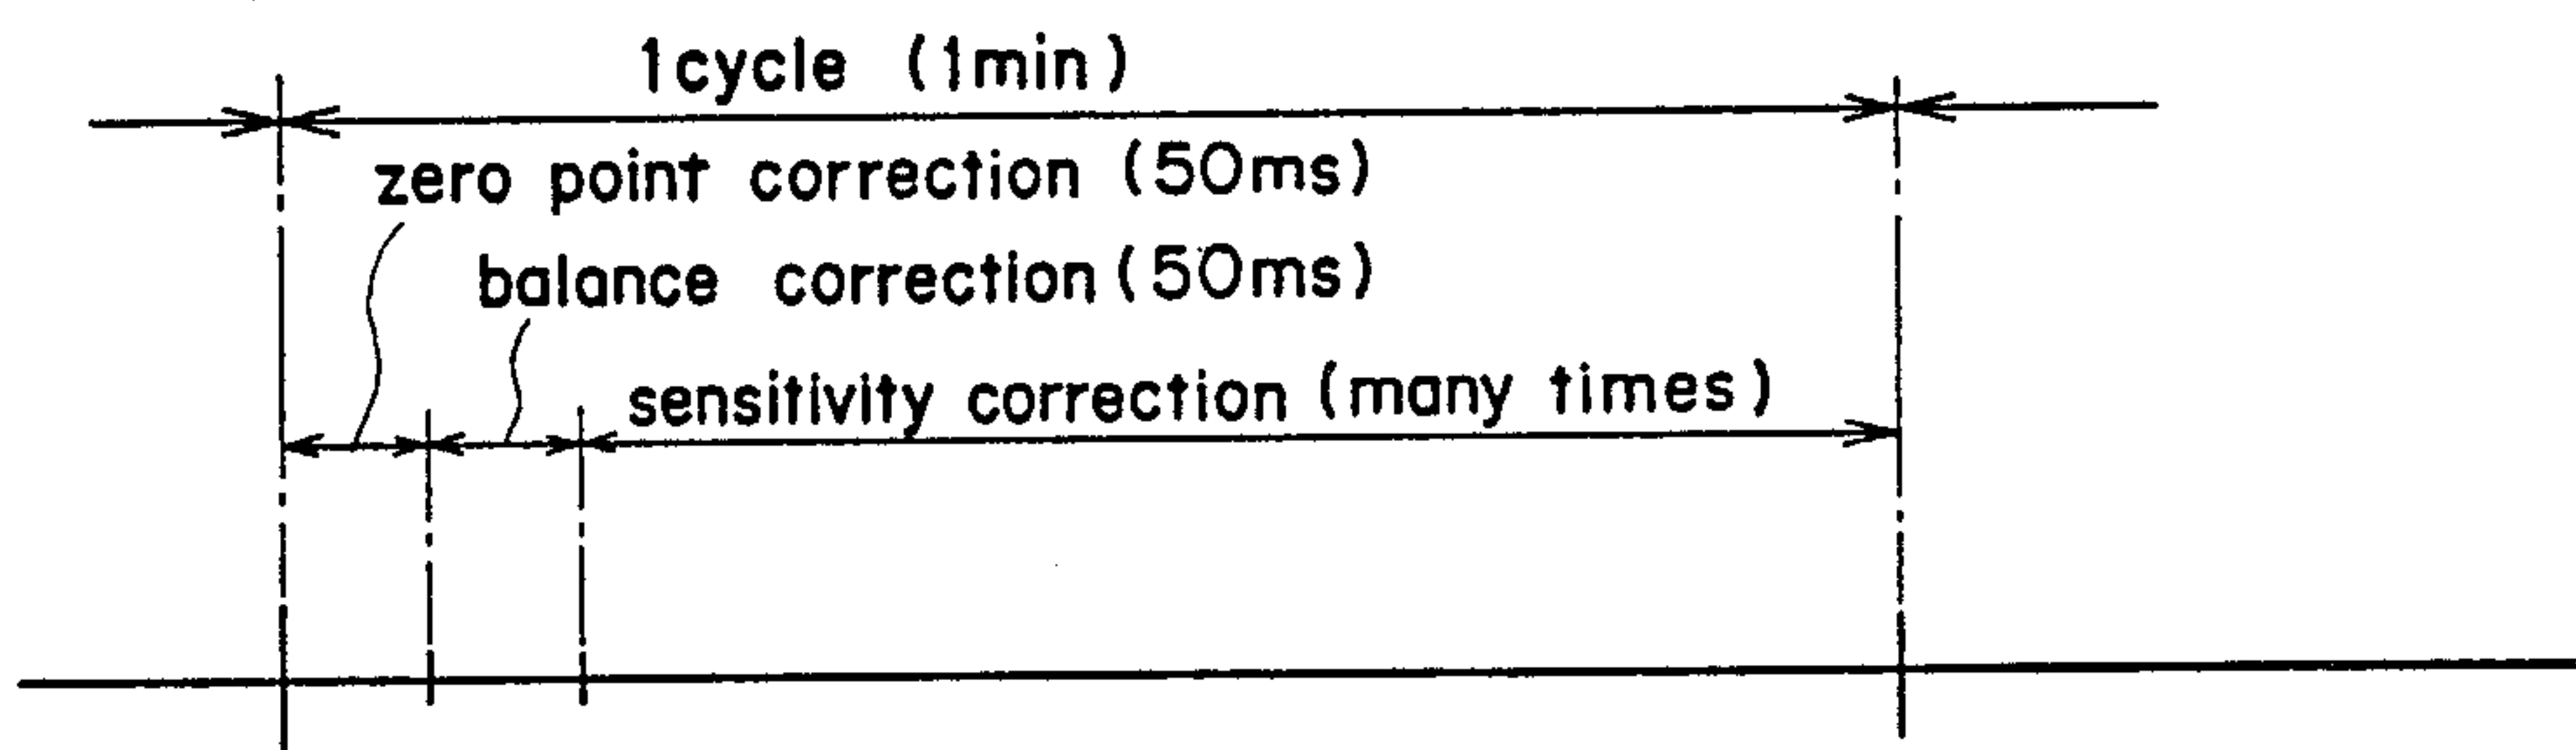 1cycle (1min)
zero point correction (50ms)
balance correction (50ms)
sensitivity correction (many times)